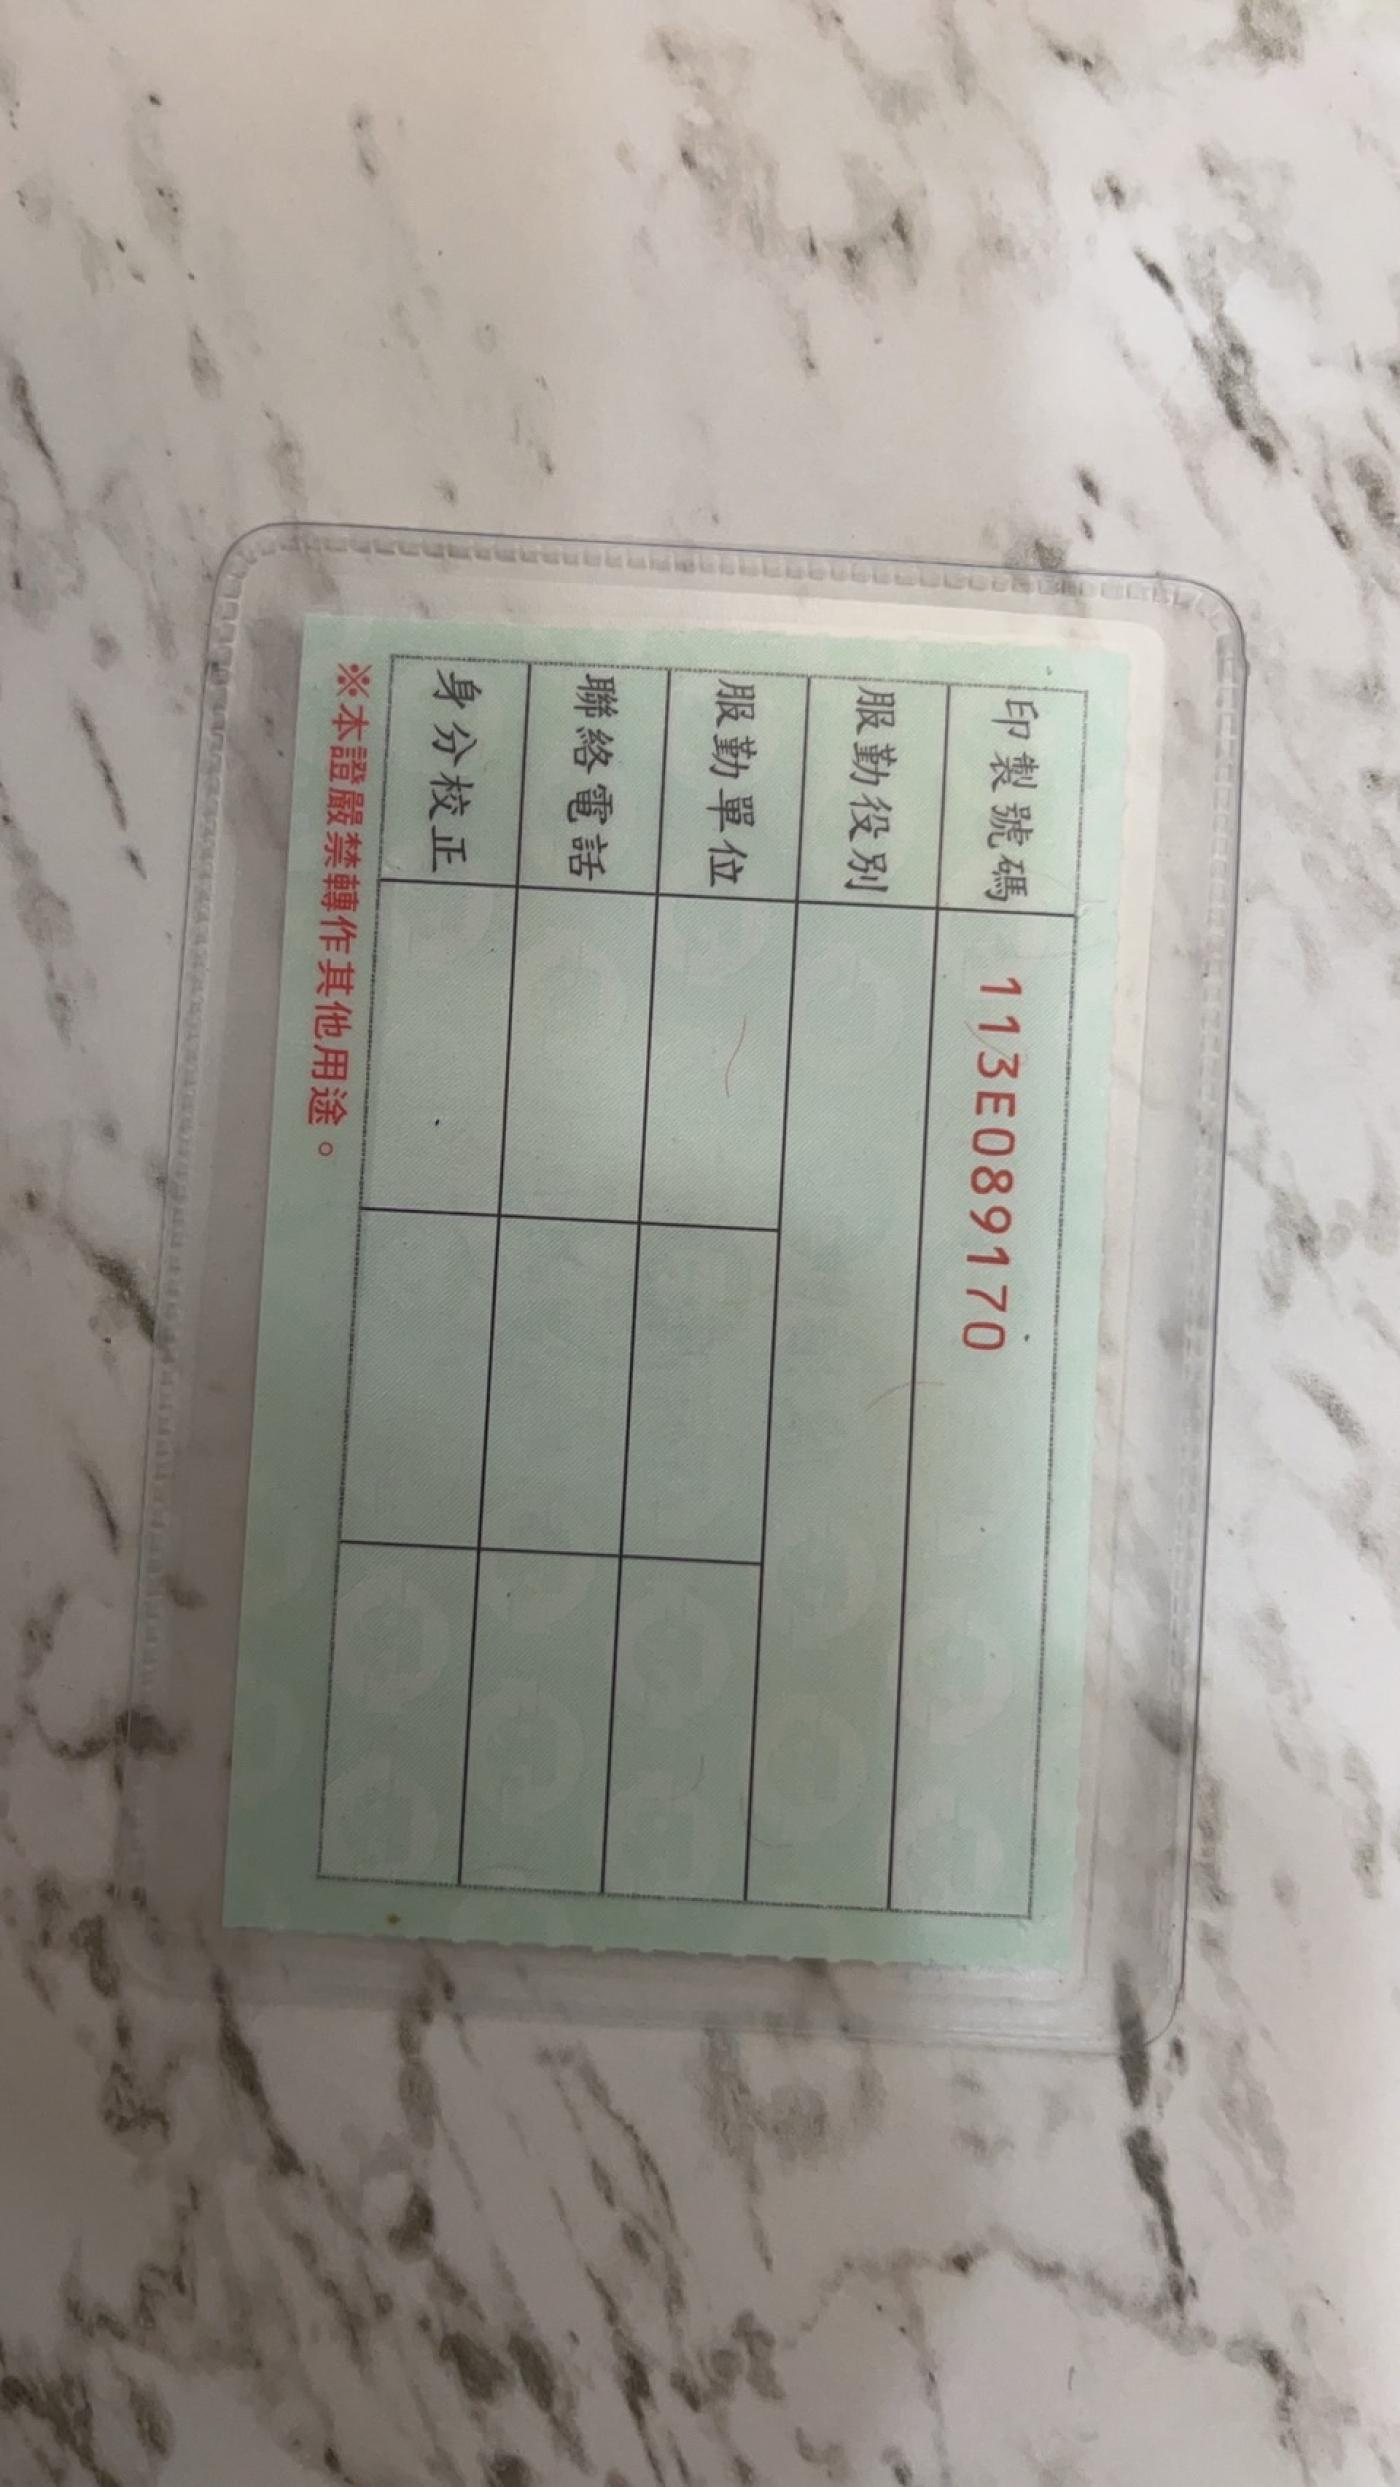 印製號碼 113E089170
服勤役別
服勤單位
聯絡電話
身分校正
※本證嚴禁轉作其他用途。